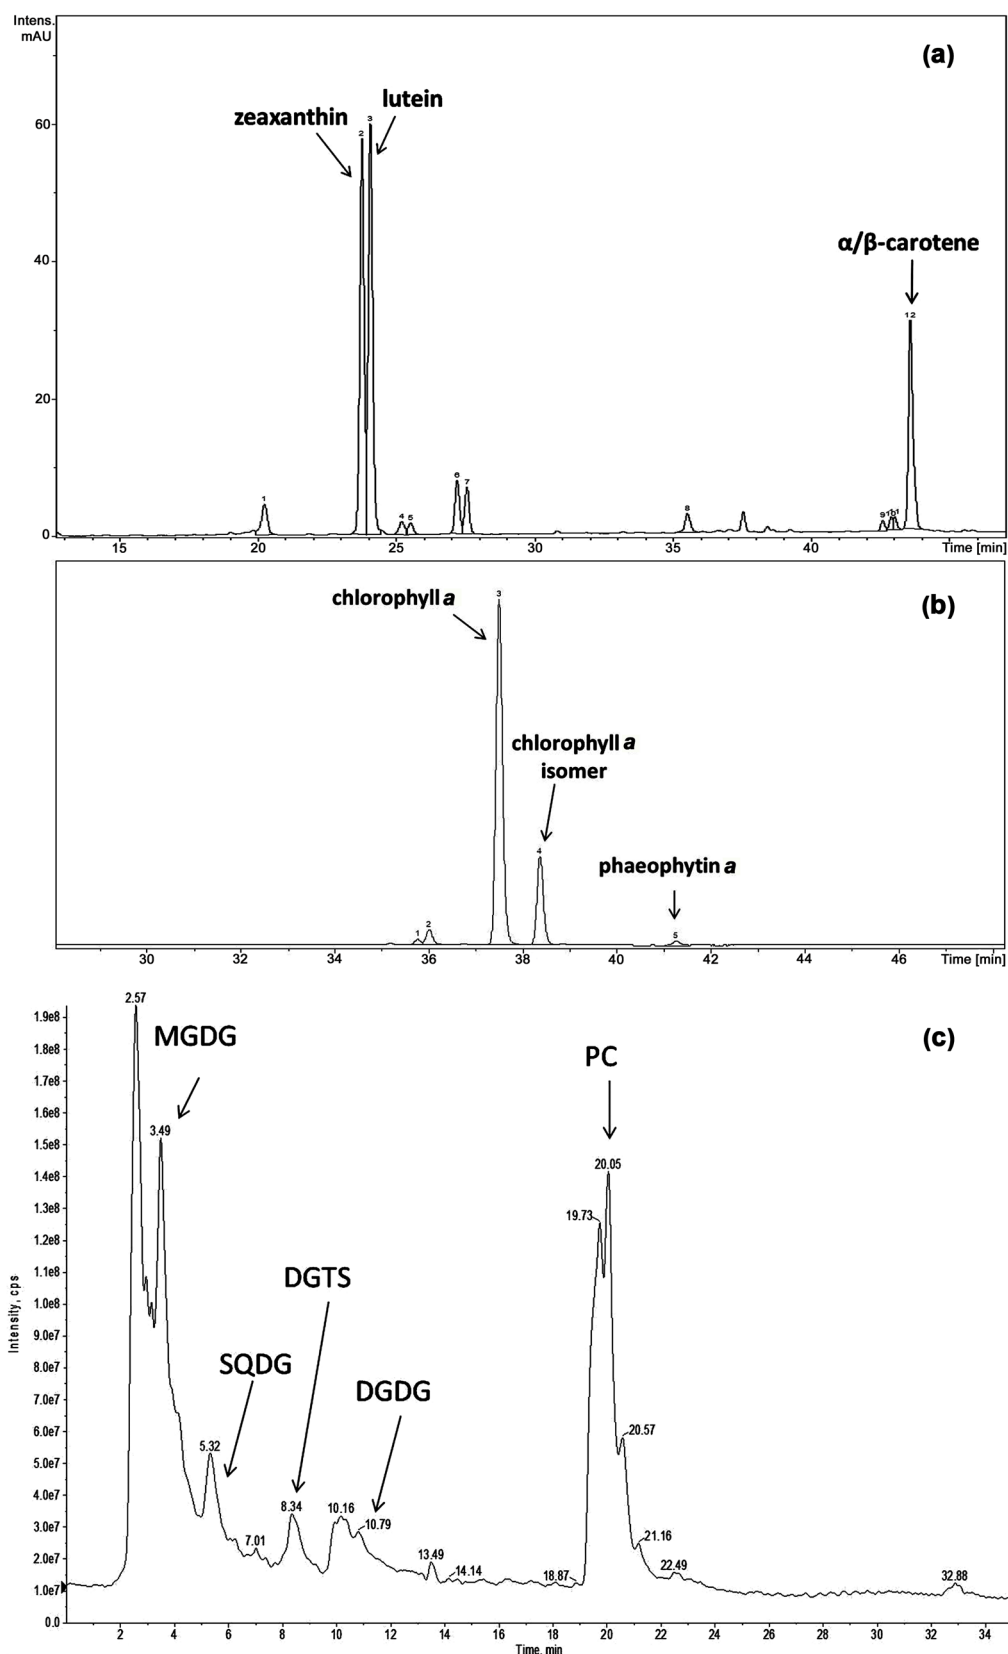 Intens.
mAU
(a)
lutein
zeaxanthin
3
2
60
α/β-carotene
12
40
20
6
7
1
8
4 5
9
0
15 20 25 30 35 40 Time [min]
(b)
chlorophyll a
3
chlorophyll a
isomer
4
phaeophytin a
1 2
5
30 32 34 36 38 40 42 44 46 Time [min]
2.57
(c)
1.9e8
MGDG
1.8e8
PC
1.7e8
1.6e8
3.49
1.5e8
20.05
1.4e8
1.3e8
19.73
1.2e8
DGTS
1.1e8
1.0e8
Intensity, cps
9.0e7
SQDG
8.0e7
DGDG
7.0e7
6.0e7
20.57
5.32
5.0e7
4.0e7
8.34
10.16
3.0e7
10.79
7.01
21.16
2.0e7
13.49
14.14
18.87
22.49
32.88
1.0e7
0.0
2 4 6 8 10 12 14 16 18 20 22 24 26 28 30 32 34
Time, min